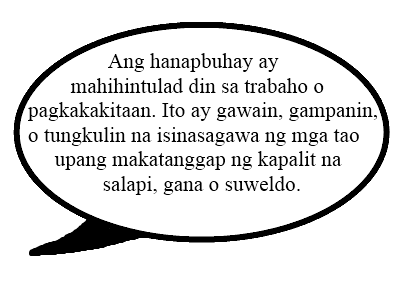 Ang hanapbuhay ay
mahihintulad din sa trabaho o
pagkakakitaan. Ito ay gawain, gampanin,
o tungkulin na isinasagawa ng mga tao
upang makatanggap ng kapalit na
salapi, gana o suweldo.